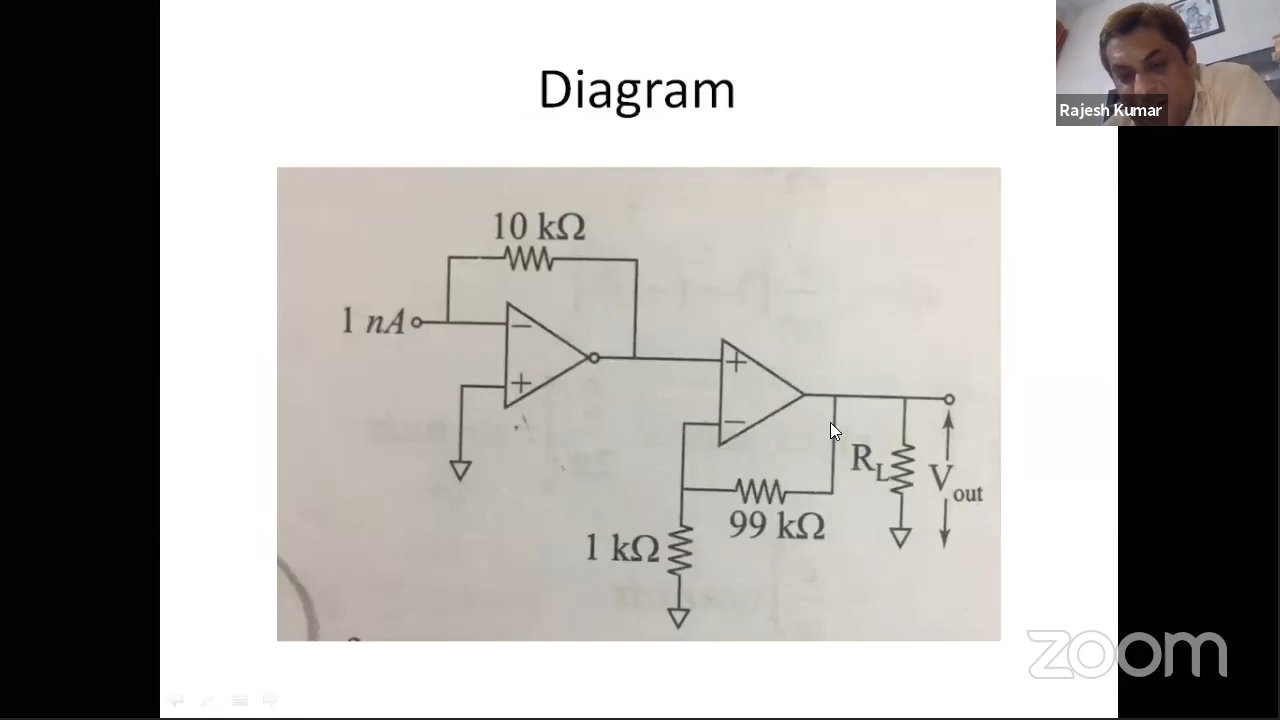 Diagram
Rajesh Kumar
10 kΩ
1 nA
−
+
+
−
R_L
V_out
99 kΩ
1 kΩ
zoom